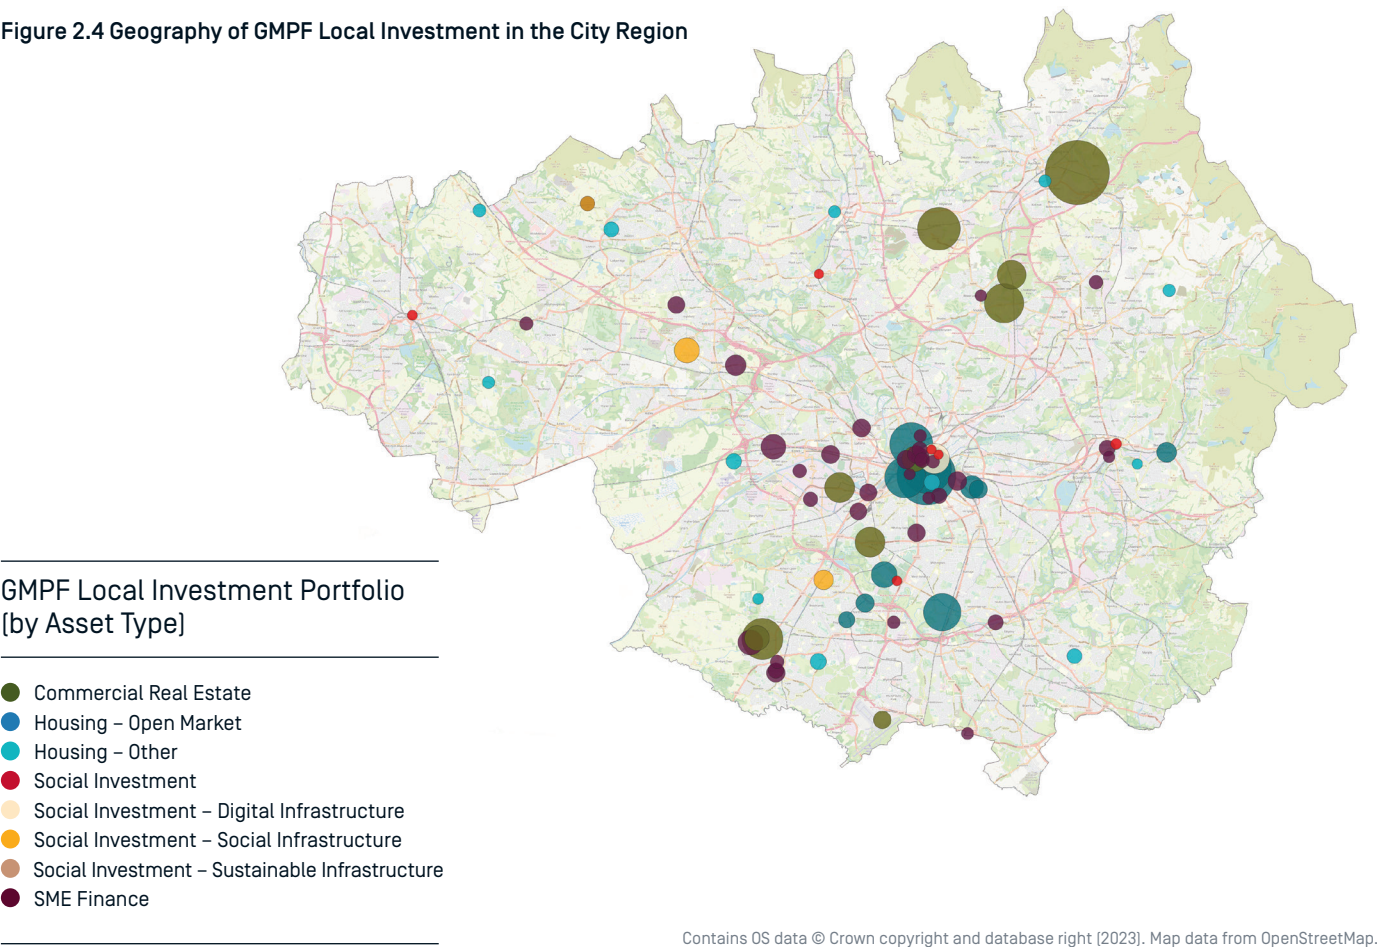 Figure 2.4 Geography of GMPF Local Investment in the City Region
GMPF Local Investment Portfolio
(by Asset Type)
Commercial Real Estate
Housing – Open Market
Housing – Other
Social Investment
Social Investment – Digital Infrastructure
Social Investment – Social Infrastructure
Social Investment – Sustainable Infrastructure
SME Finance
Contains OS data © Crown copyright and database right (2023). Map data from OpenStreetMap.